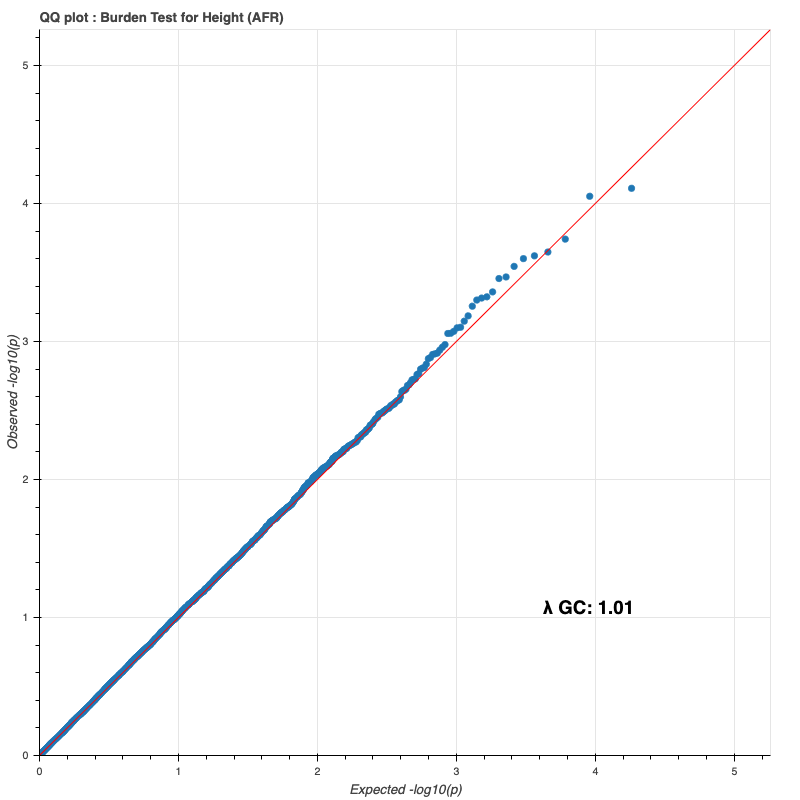 QQ plot : Burden Test for Height (AFR)
5
4
3
2
1
0
Observed -log10(p)
λ GC: 1.01
0 1 2 3 4 5
Expected -log10(p)